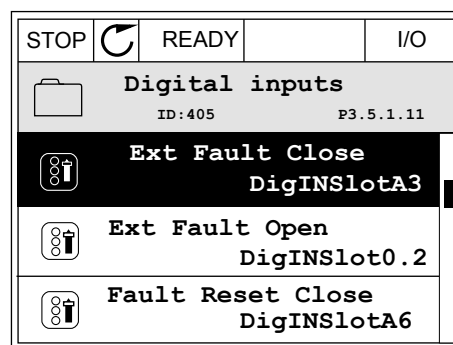 STOP READY I/O
Digital inputs
ID:405 P3.5.1.11
Ext Fault Close
DigINSlotA3
Ext Fault Open
DigINSlot0.2
Fault Reset Close
DigINSlotA6